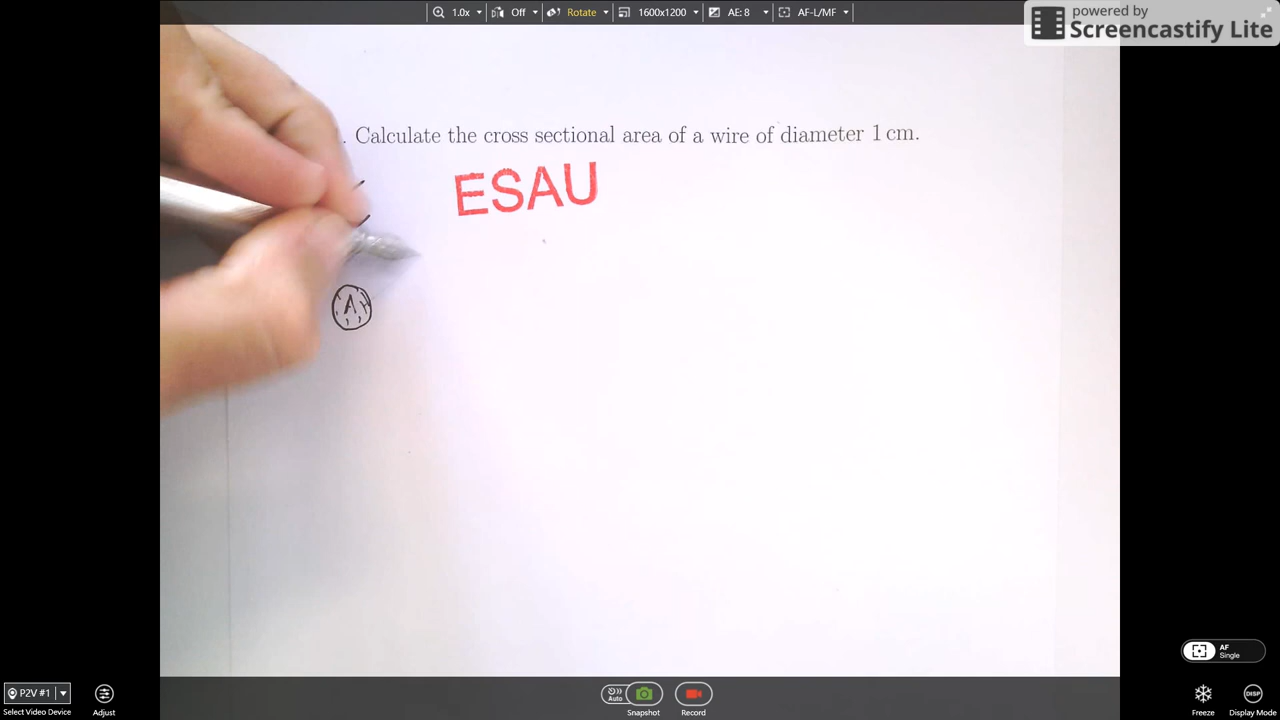 1.0x Off Rotate 1600x1200 AE: 8 AF-L/MF
powered by
Screencastify Lite
. Calculate the cross sectional area of a wire of diameter 1 cm.
ESAU
A
AF
Single
P2V #1
Select Video Device
Adjust
Auto
Snapshot
Record
Freeze
DISP
Display Mode